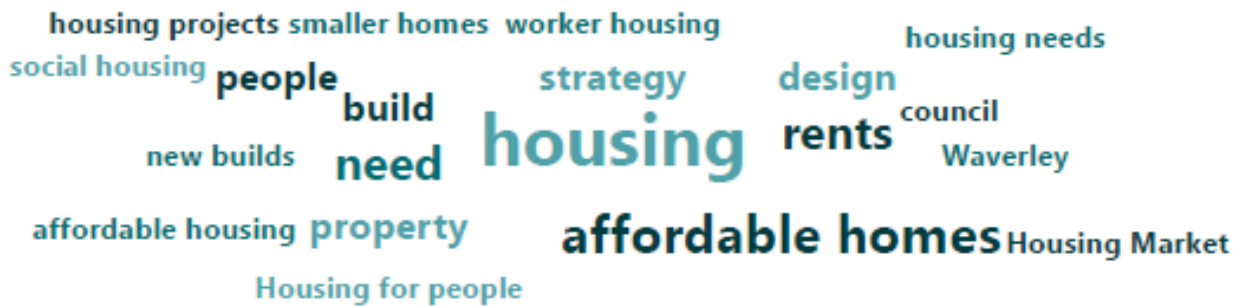 housing projects smaller homes worker housing
housing needs
social housing people strategy design
build
housing rents council
new builds need Waverley
affordable housing property affordable homes Housing Market
Housing for people